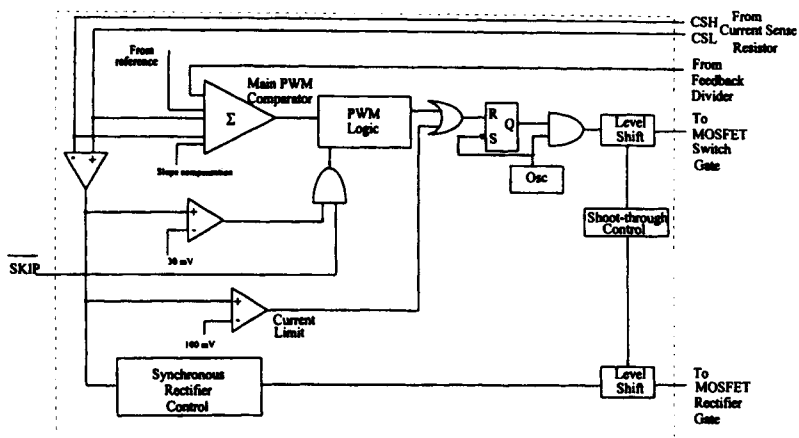 CSH From
CSL Current Sense
Resistor
From
reference
Main PWM
Comparator
From
Feedback
Divider
Σ
PWM
Logic
R
Q
S
Level
Shift
To
MOSFET
Switch
Gate
Slope compensation
Osc
- +
Shoot-through
Control
+
-
30 mV
SKIP
+
-
100 mV
Current
Limit
Synchronous
Rectifier
Control
Level
Shift
To
MOSFET
Rectifier
Gate